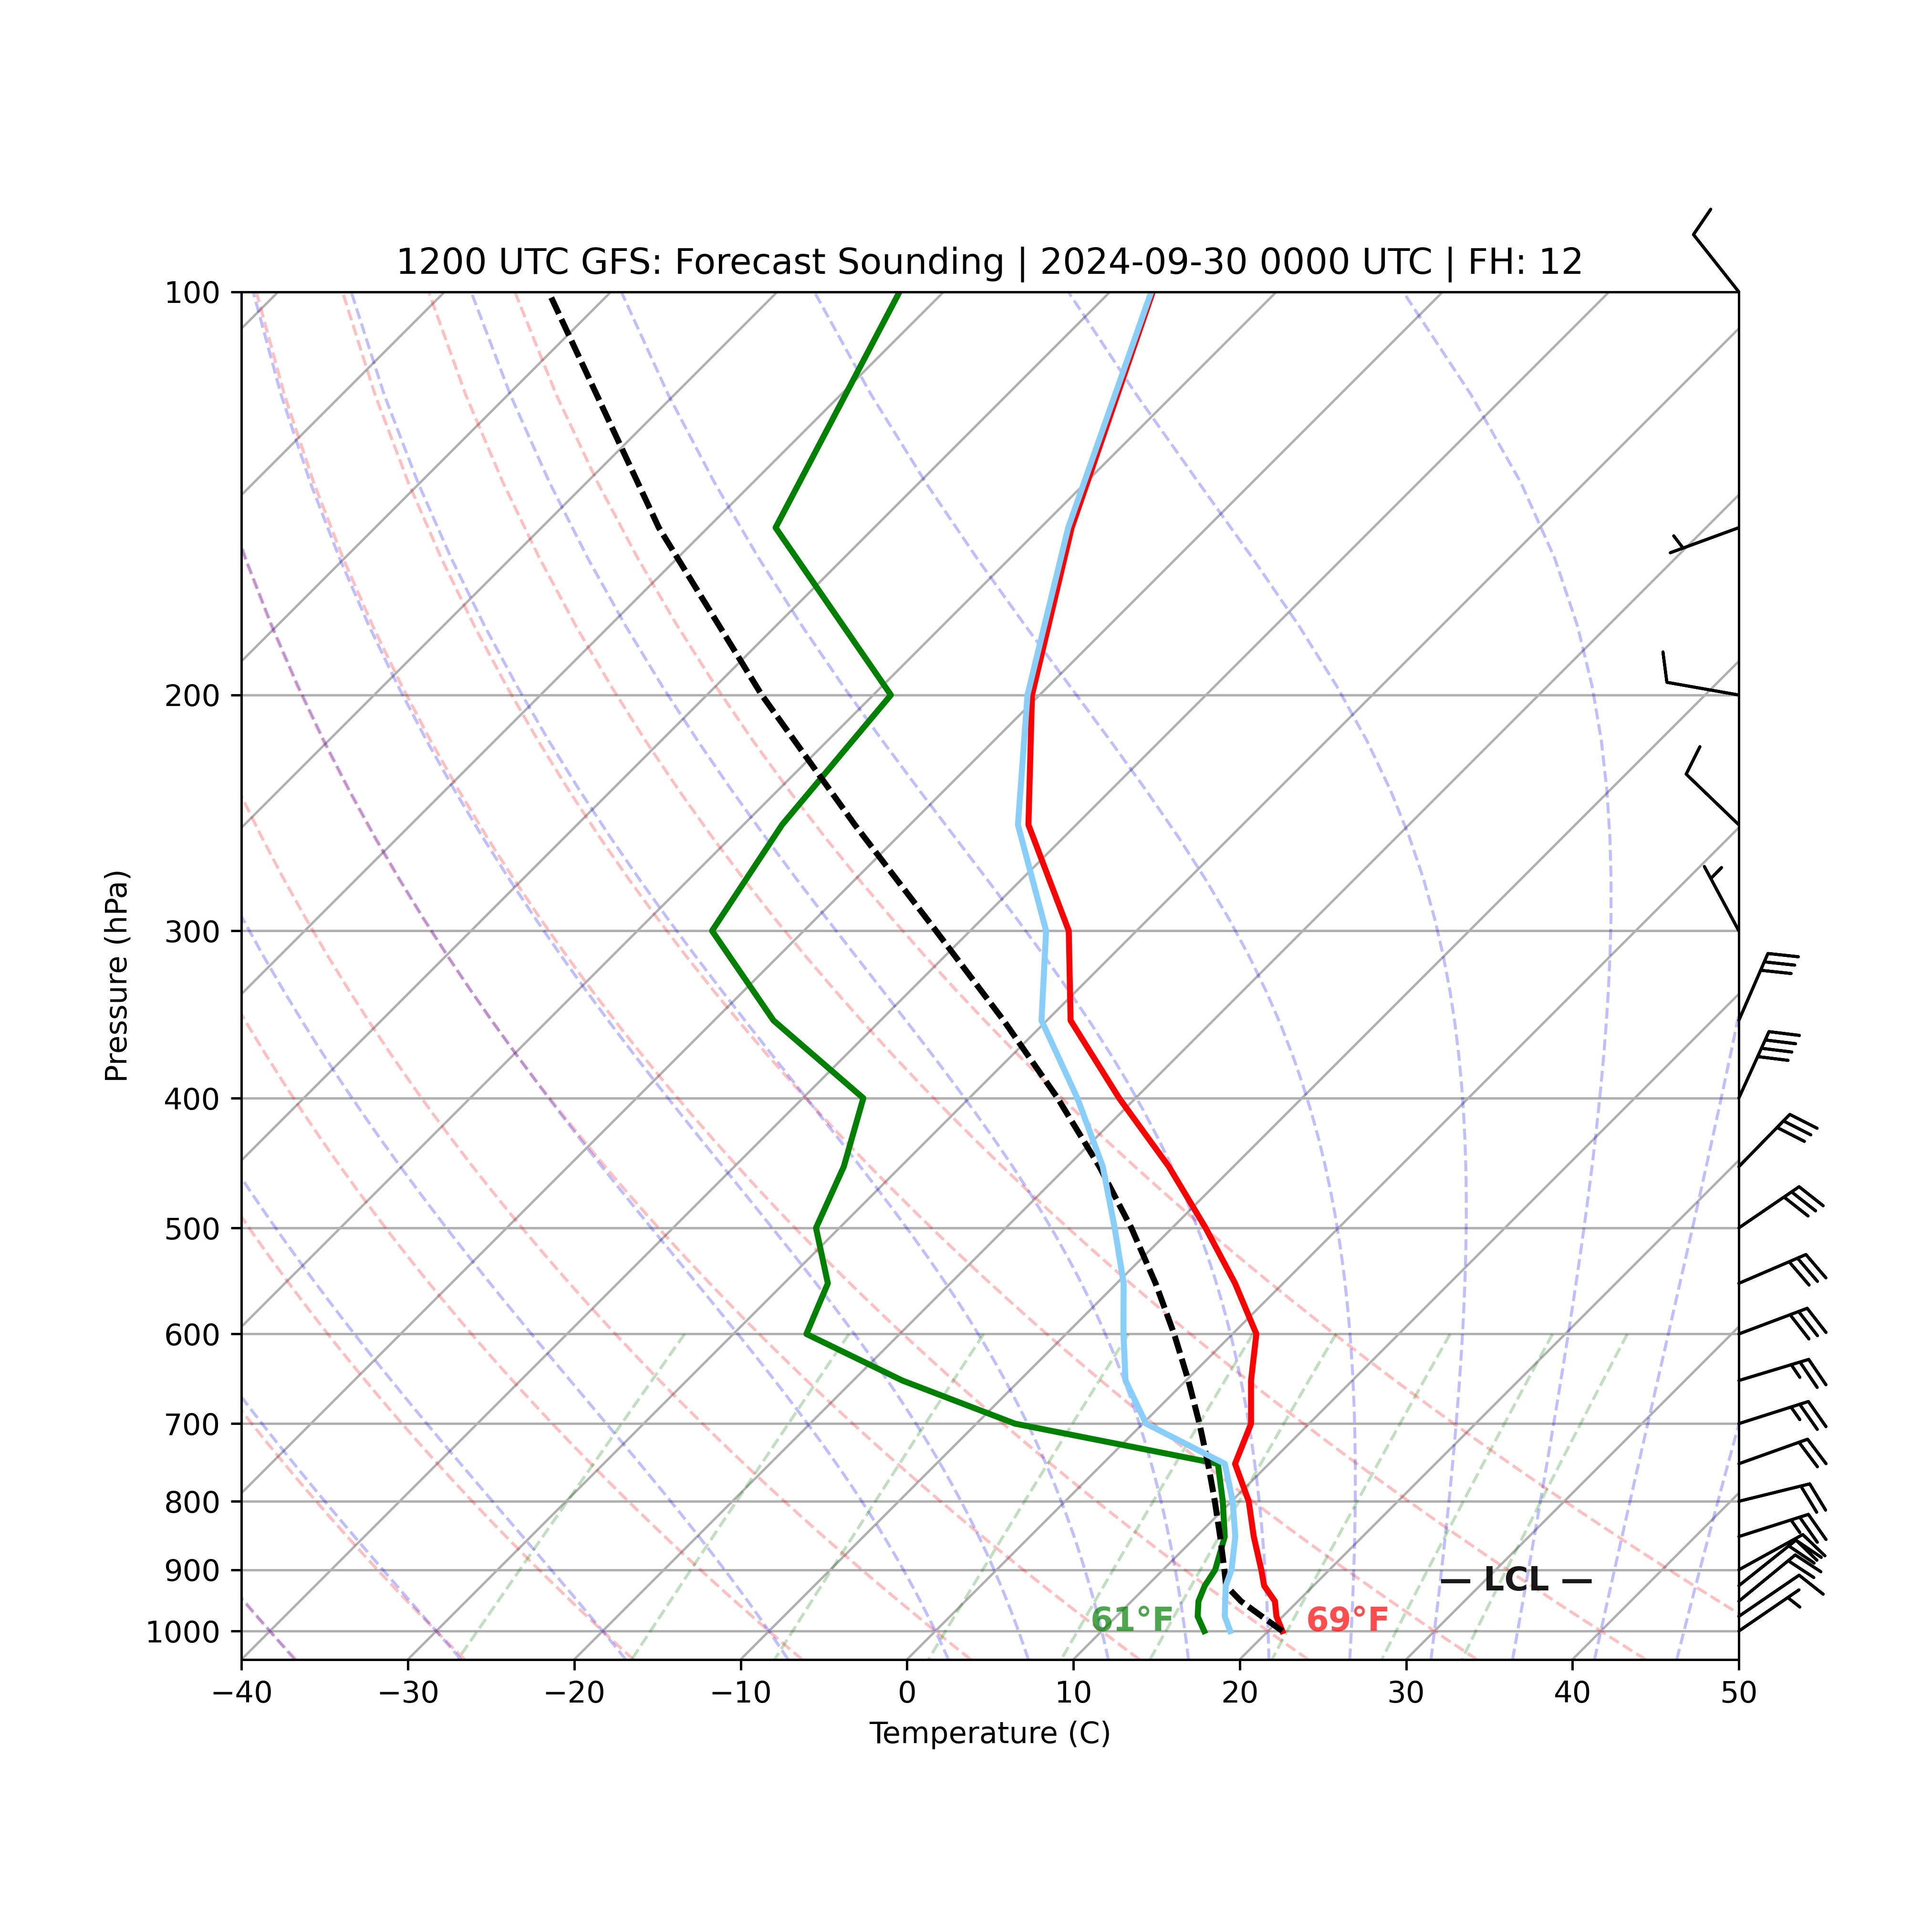 1200 UTC GFS: Forecast Sounding | 2024-09-30 0000 UTC | FH: 12
100
200
300
400
500
600
700
800
900
1000
Pressure (hPa)
— LCL —
61°F
69°F
−40 −30 −20 −10 0 10 20 30 40 50
Temperature (C)